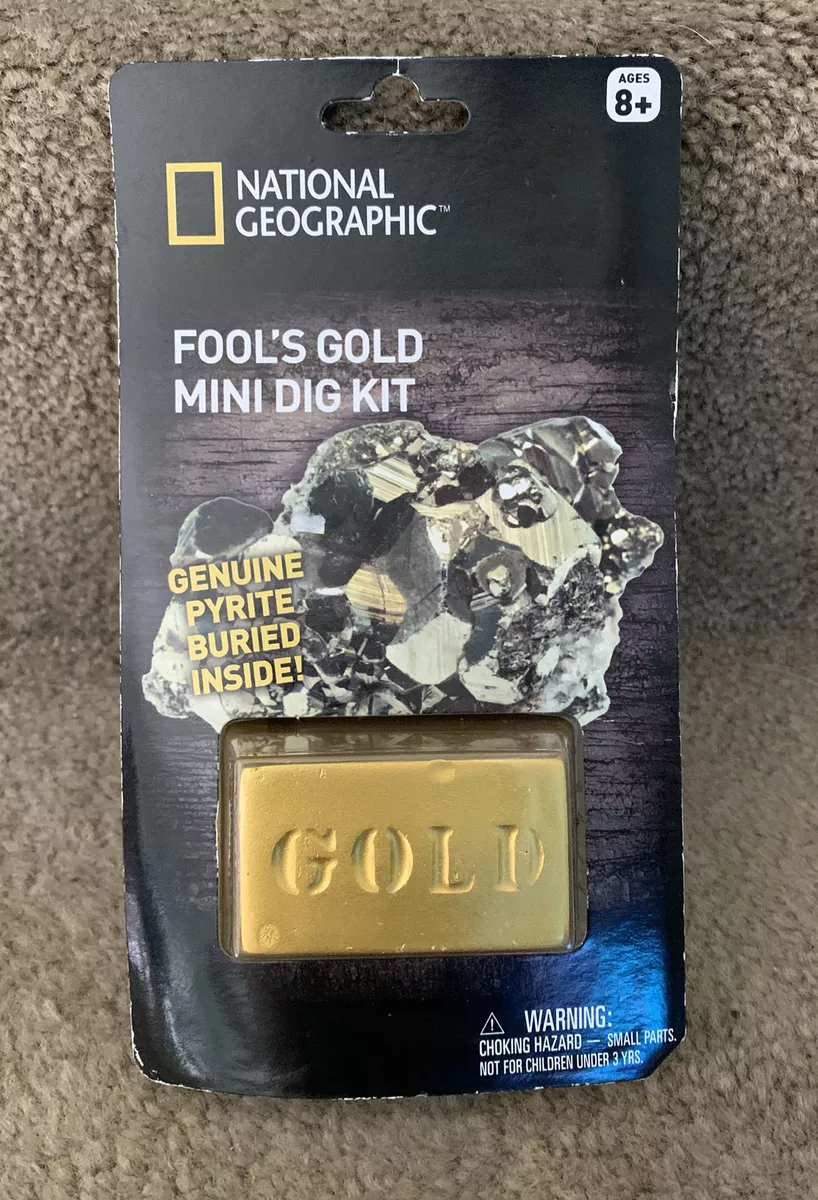 AGES
8+
NATIONAL
GEOGRAPHIC™
FOOL'S GOLD
MINI DIG KIT
GENUINE
PYRITE
BURIED
INSIDE!
GOLD
WARNING:
CHOKING HAZARD — SMALL PARTS.
NOT FOR CHILDREN UNDER 3 YRS.